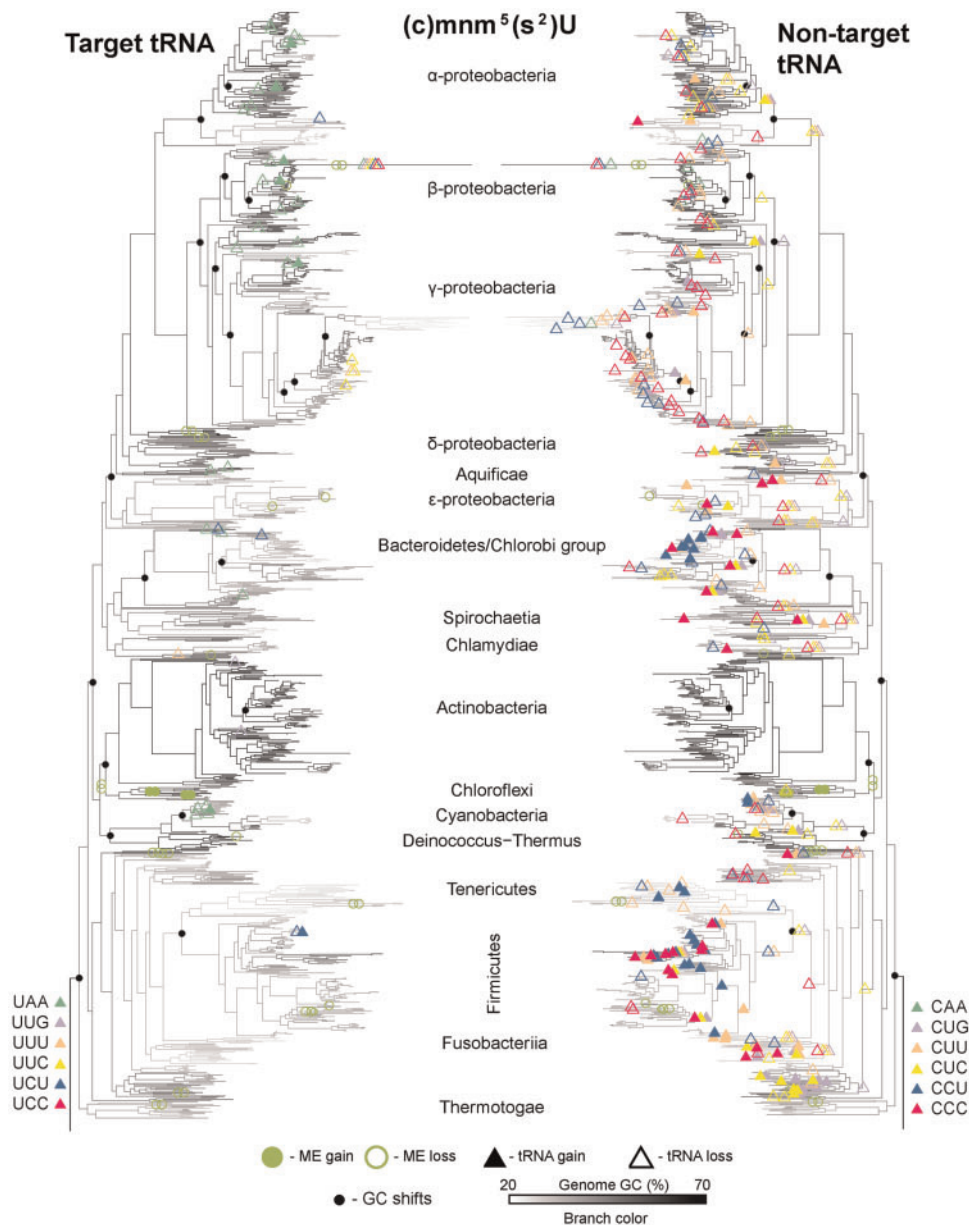 Target tRNA
(c)mnm⁵(s²)U
Non-target
tRNA
α-proteobacteria
β-proteobacteria
γ-proteobacteria
δ-proteobacteria
Aquificae
ε-proteobacteria
Bacteroidetes/Chlorobi group
Spirochaetia
Chlamydiae
Actinobacteria
Chloroflexi
Cyanobacteria
Deinococcus-Thermus
Tenericutes
Firmicutes
Fusobacteriia
Thermotogae
UAA
UUG
UUU
UUC
UCU
UCC
CAA
CUG
CUU
CUC
CCU
CCC
- ME gain
- ME loss
- tRNA gain
- tRNA loss
- GC shifts
20 Genome GC (%) 70
Branch color